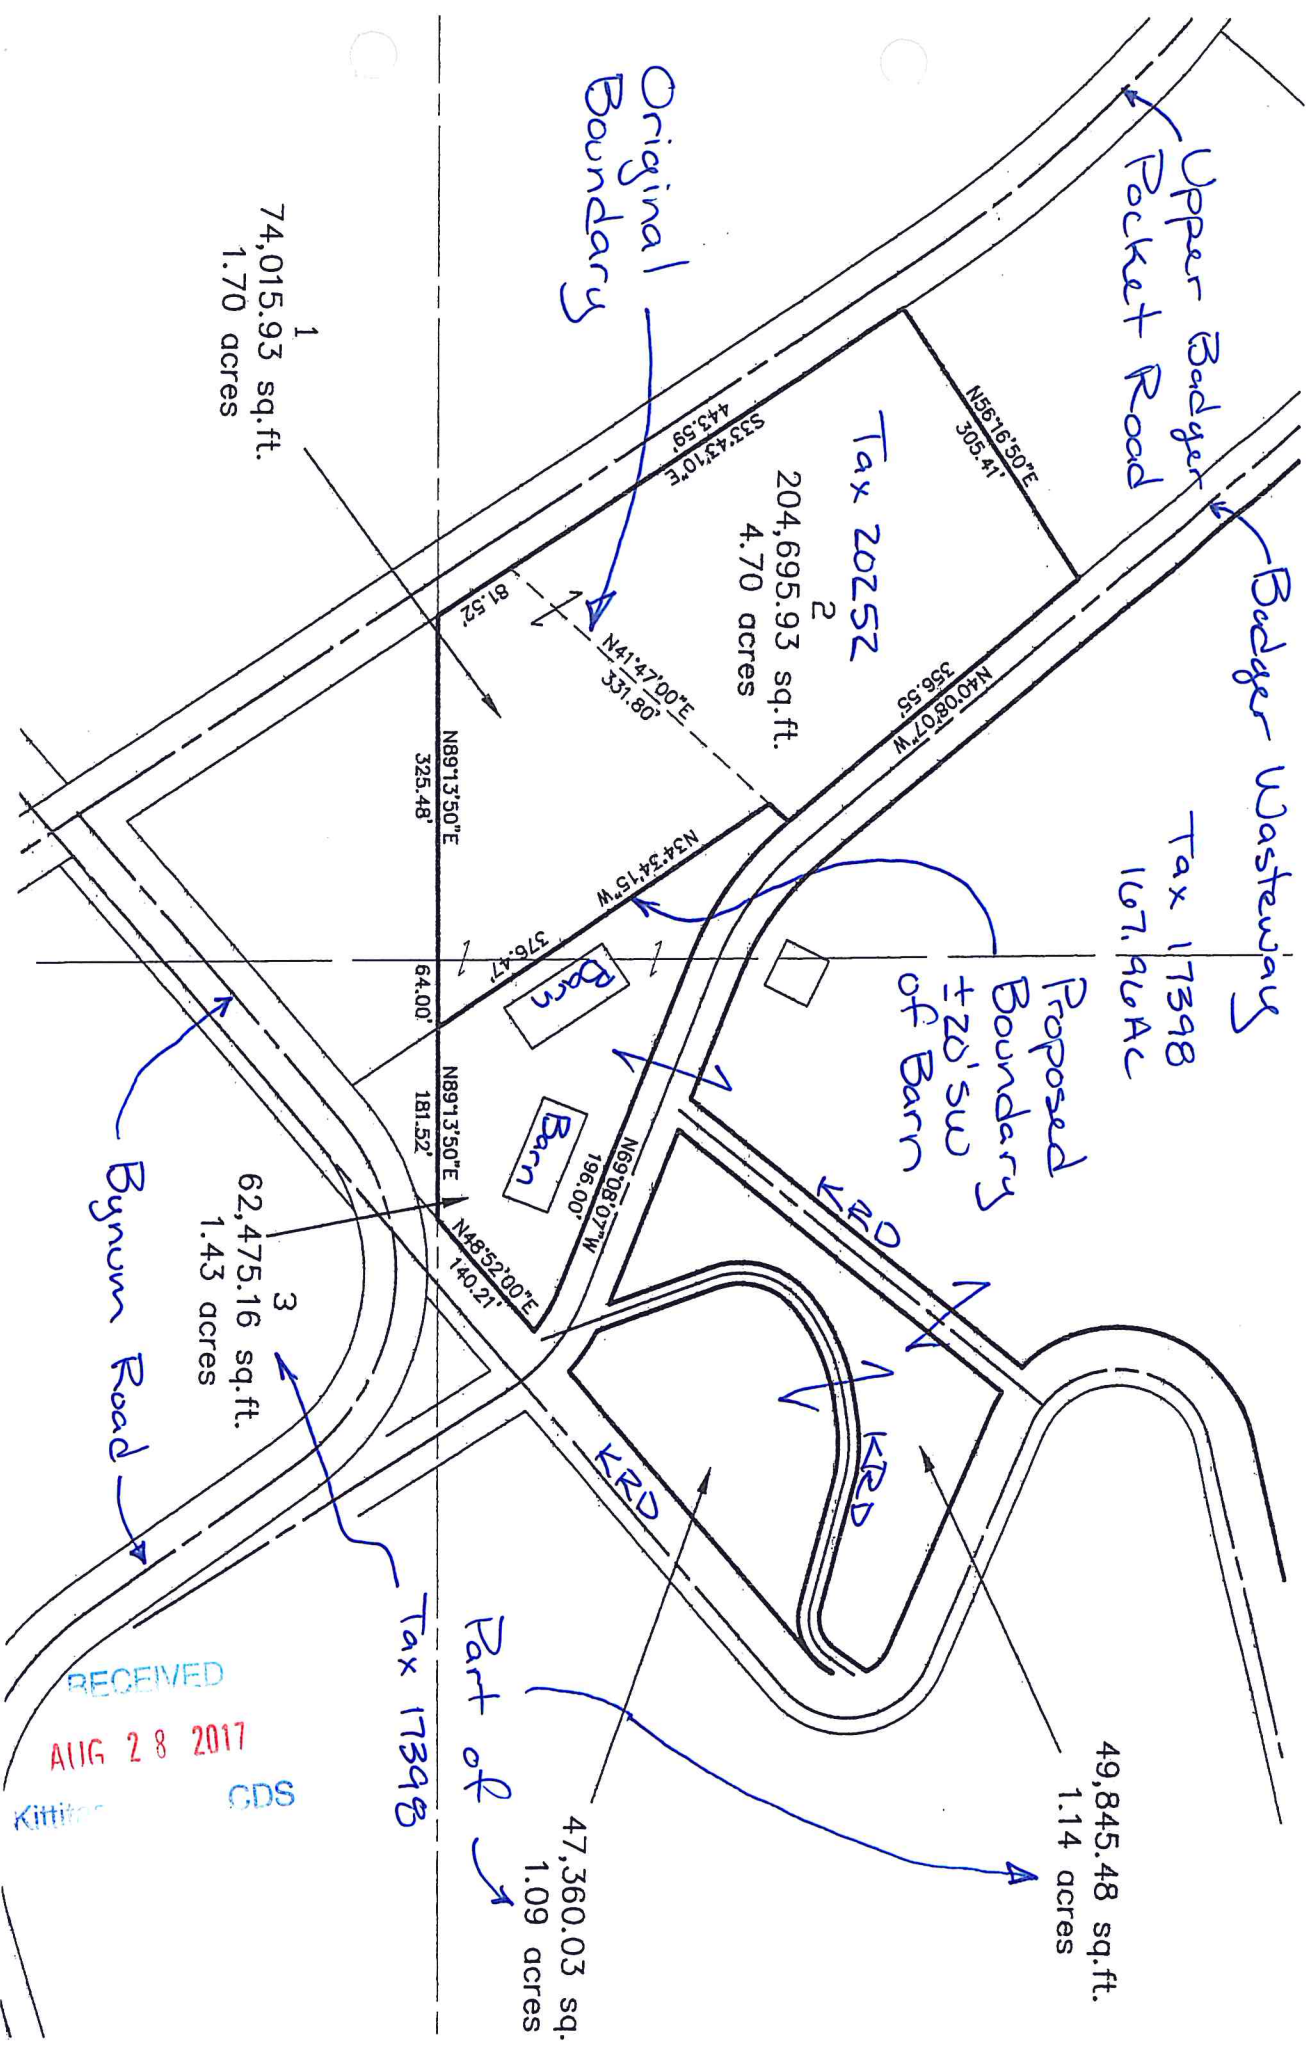 Upper Badger
Pocket Road
Badger Wasteway
Original
Boundary
Tax 17398
167.96 AC
N56°16'50"E
305.41'
Tax 20252
2
204,695.93 sq.ft.
4.70 acres
S33°43'10"E
443.59'
N40°08'07"W
356.55'
81.52'
N41°47'00"E
331.80'
1
74,015.93 sq.ft.
1.70 acres
N89°13'50"E
325.48'
N34°34'15"W
376.47'
64.00'
Proposed
Boundary
±20' SW
of Barn
Barn
Barn
N89°13'50"E
181.52'
N69°08'07"W
196.00'
N48°52'00"E
140.21'
KRD
KRD
KRD
3
62,475.16 sq.ft.
1.43 acres
Bynum Road
Tax 17398
Part of
49,845.48 sq.ft.
1.14 acres
47,360.03 sq.
1.09 acres
RECEIVED
AUG 28 2017
CDS